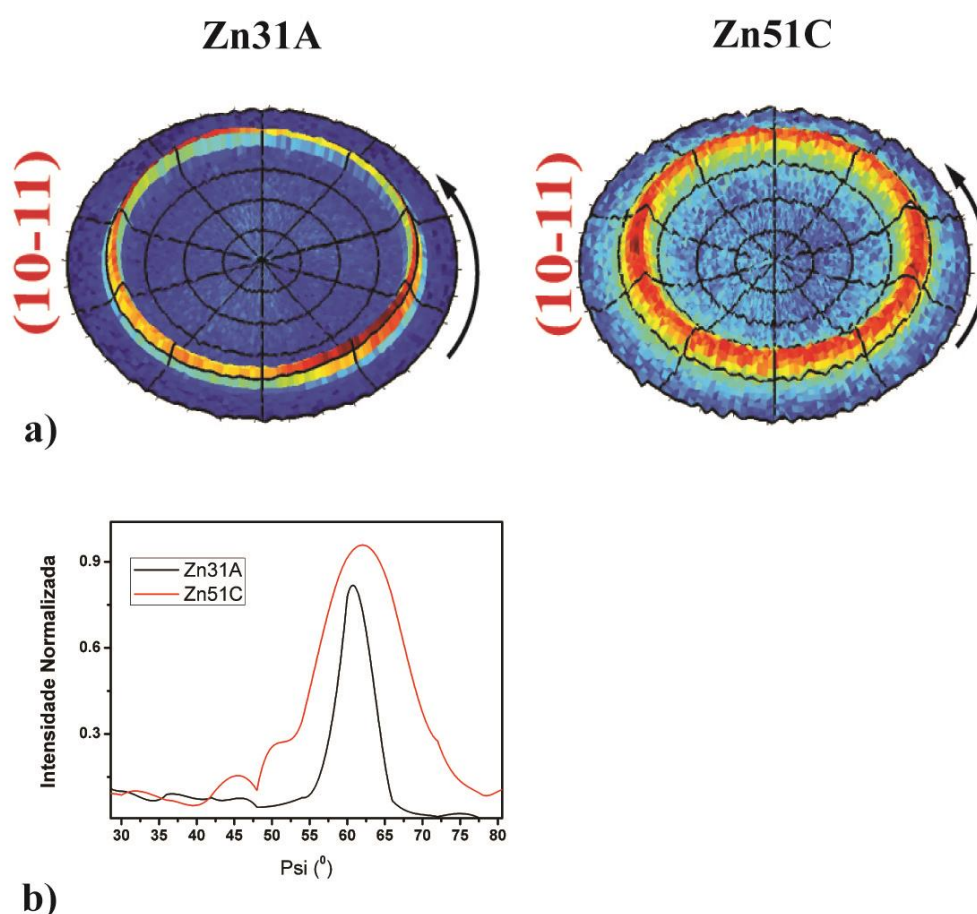 Zn31A
Zn51C
(10-11)
(10-11)
a)
Zn31A
Zn51C
Intensidade Normalizada
0.9
0.6
0.3
30 35 40 45 50 55 60 65 70 75 80
Psi (⁰)
b)